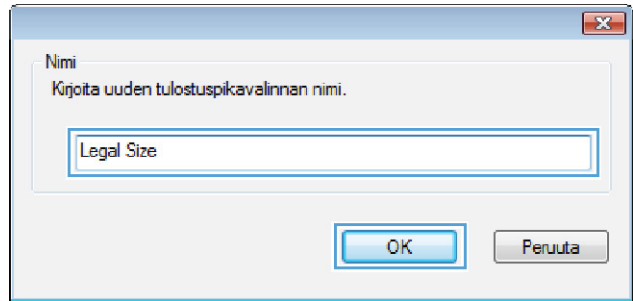 Nimi
Kirjoita uuden tulostuspikavalinnan nimi.
Legal Size
OK
Peruuta